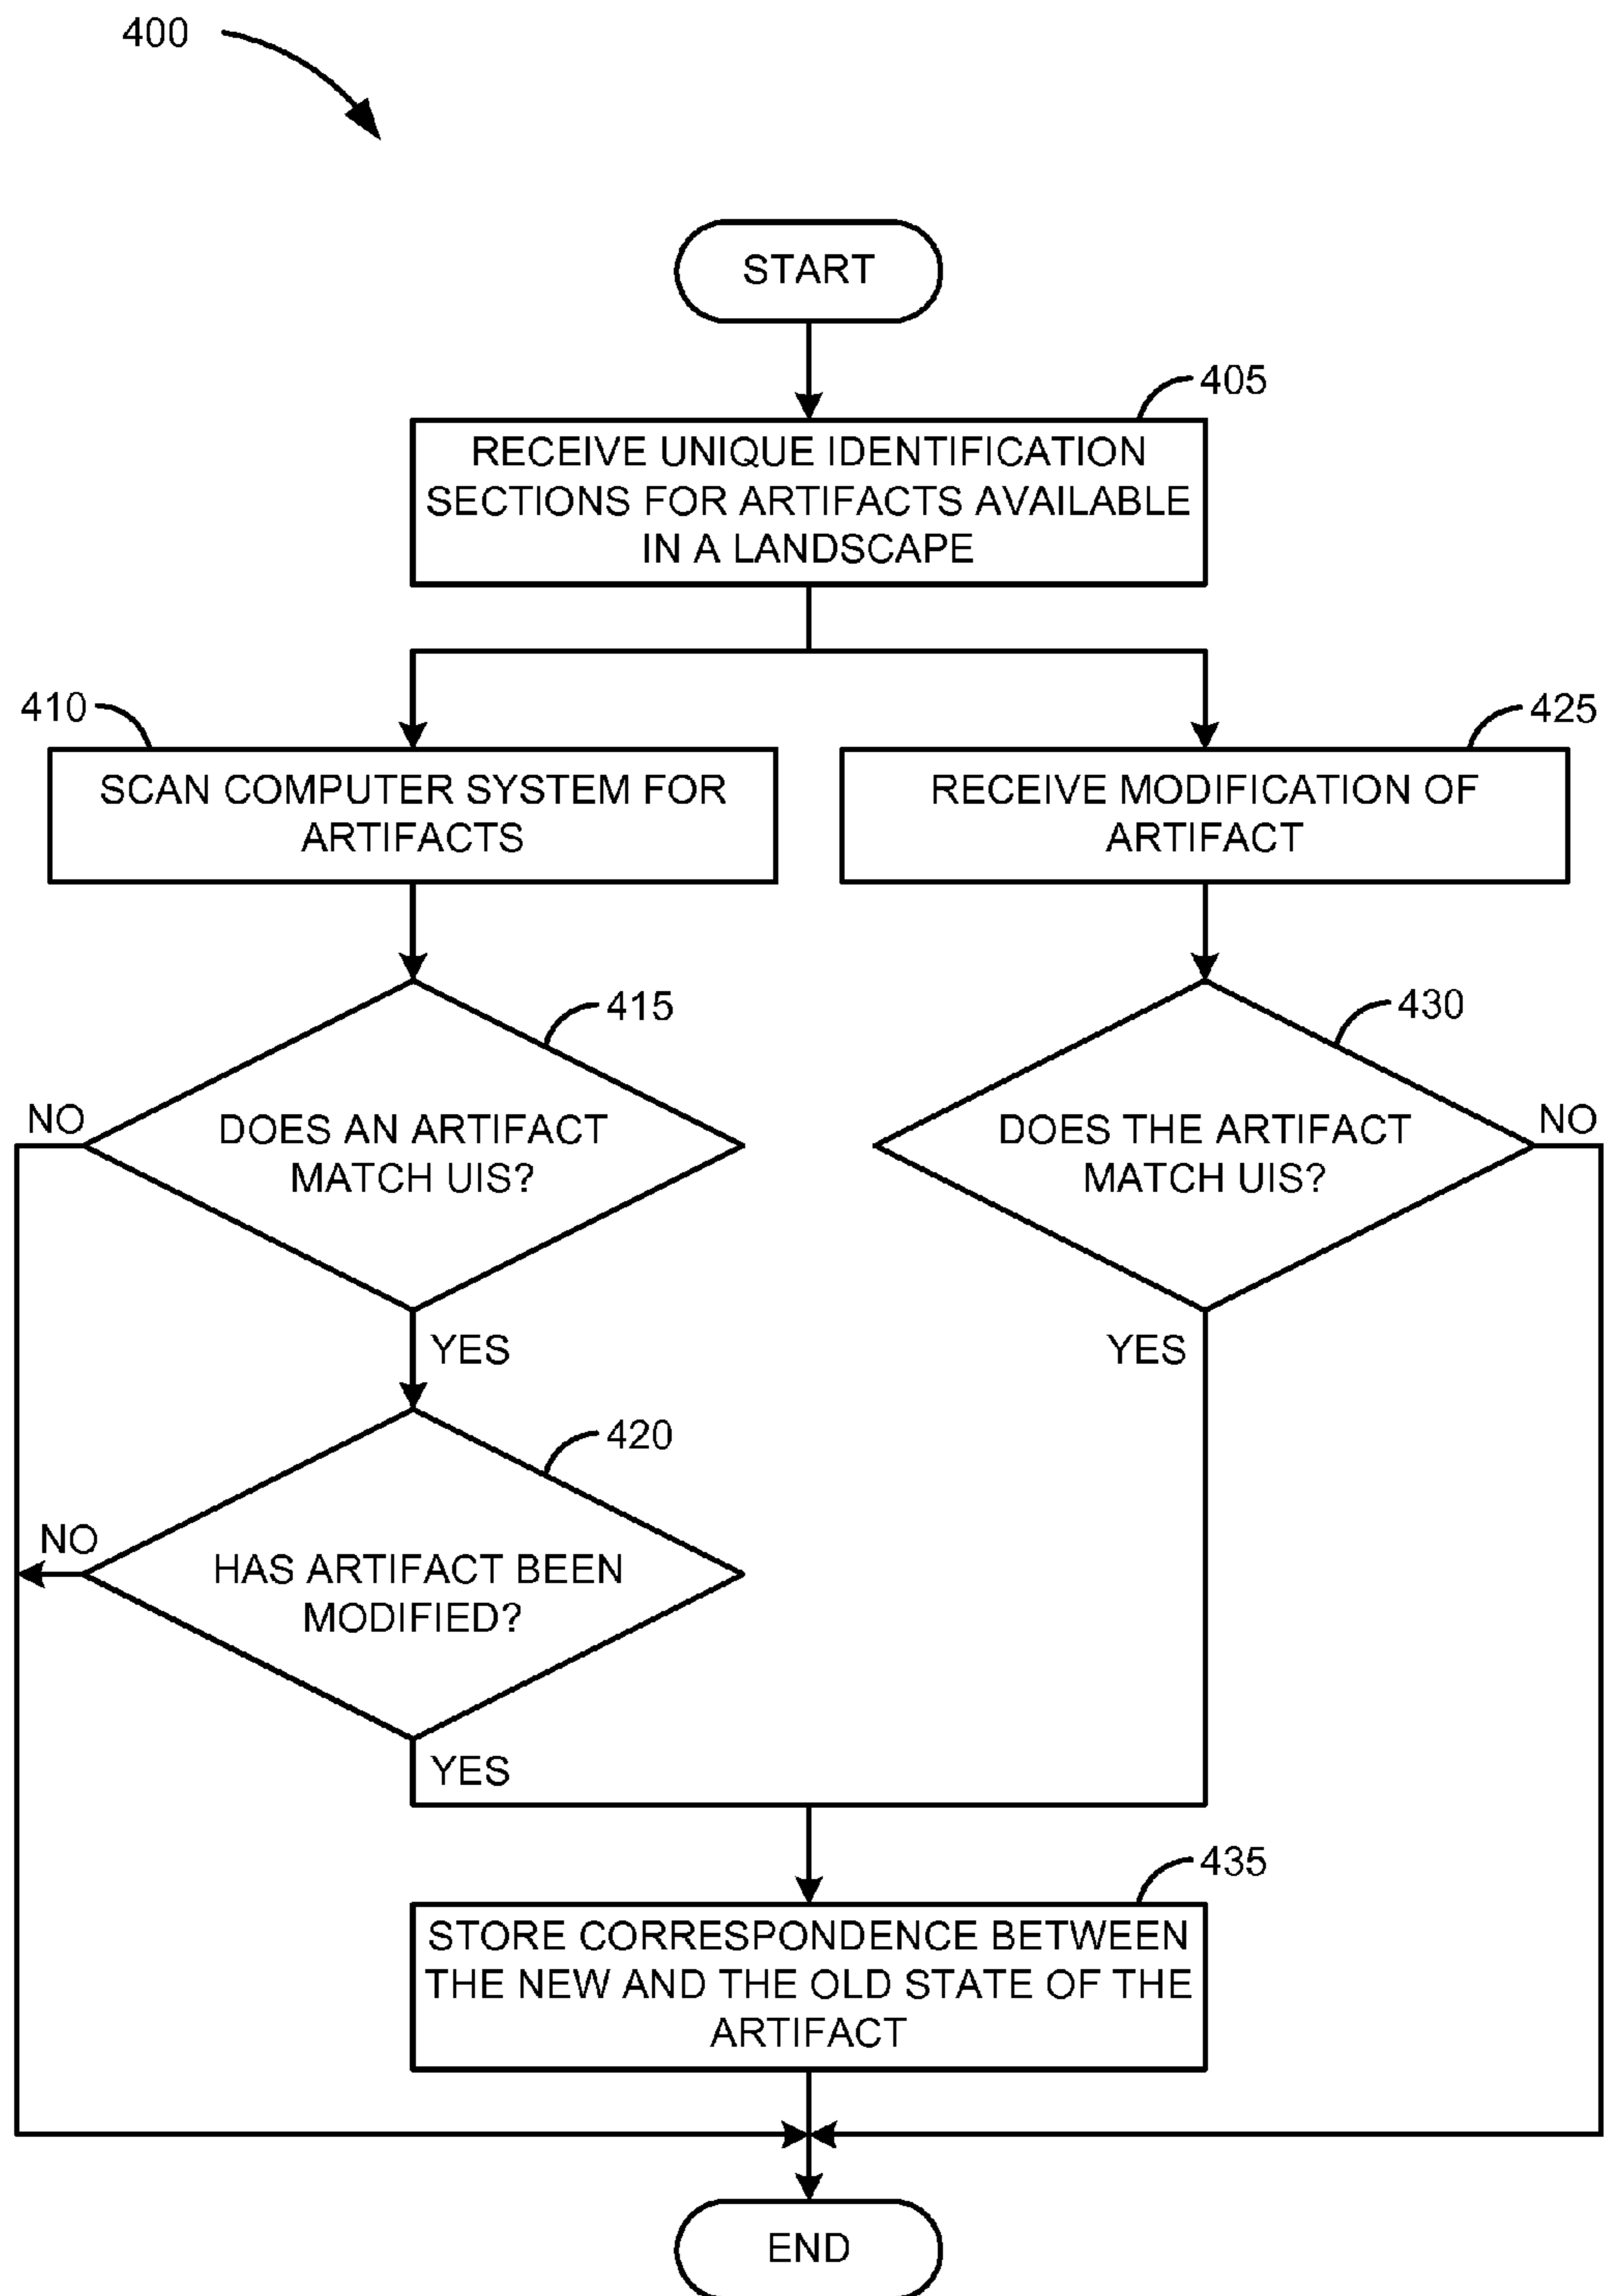 400
START
405
RECEIVE UNIQUE IDENTIFICATION
SECTIONS FOR ARTIFACTS AVAILABLE
IN A LANDSCAPE
410
SCAN COMPUTER SYSTEM FOR
ARTIFACTS
425
RECEIVE MODIFICATION OF
ARTIFACT
415
NO
DOES AN ARTIFACT
MATCH UIS?
YES
430
DOES THE ARTIFACT
MATCH UIS?
NO
YES
420
NO
HAS ARTIFACT BEEN
MODIFIED?
YES
435
STORE CORRESPONDENCE BETWEEN
THE NEW AND THE OLD STATE OF THE
ARTIFACT
END